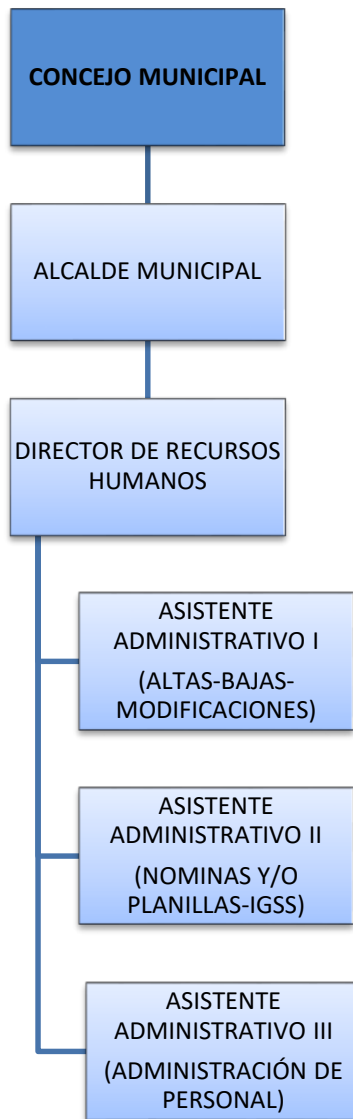 CONCEJO MUNICIPAL
ALCALDE MUNICIPAL
DIRECTOR DE RECURSOS
HUMANOS
ASISTENTE
ADMINISTRATIVO I
(ALTAS-BAJAS-
MODIFICACIONES)
ASISTENTE
ADMINISTRATIVO II
(NOMINAS Y/O
PLANILLAS-IGSS)
ASISTENTE
ADMINISTRATIVO III
(ADMINISTRACIÓN DE
PERSONAL)